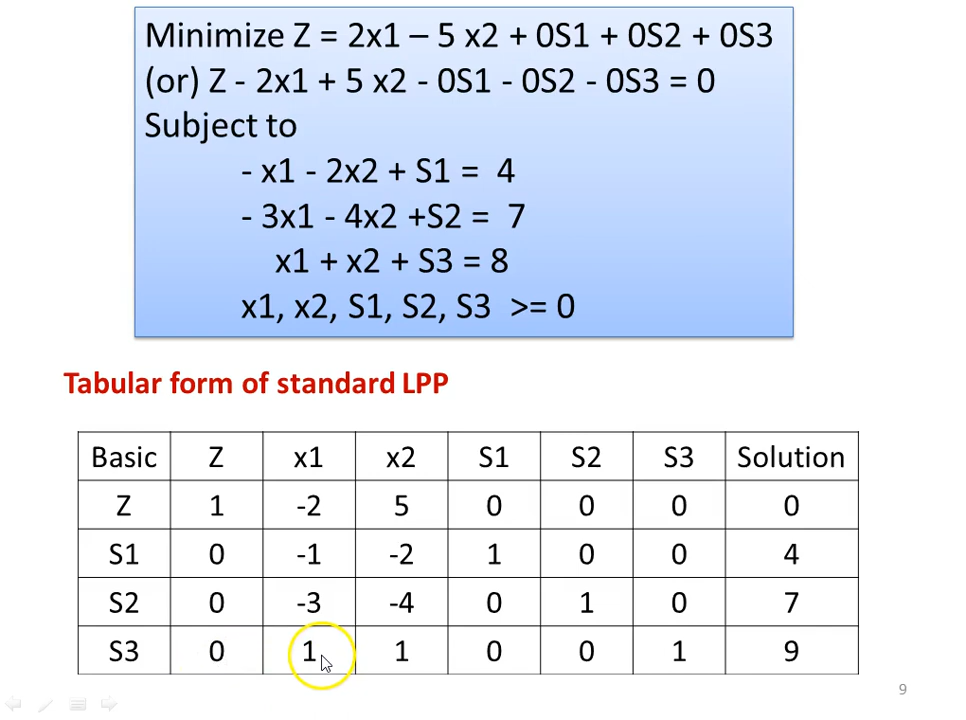 Minimize Z = 2x1 – 5 x2 + 0S1 + 0S2 + 0S3
(or) Z - 2x1 + 5 x2 - 0S1 - 0S2 - 0S3 = 0
Subject to
- x1 - 2x2 + S1 = 4
- 3x1 - 4x2 +S2 = 7
x1 + x2 + S3 = 8
x1, x2, S1, S2, S3 >= 0
Tabular form of standard LPP
Basic Z x1 x2 S1 S2 S3 Solution
Z 1 -2 5 0 0 0 0
S1 0 -1 -2 1 0 0 4
S2 0 -3 -4 0 1 0 7
S3 0 1 1 0 0 1 9
9